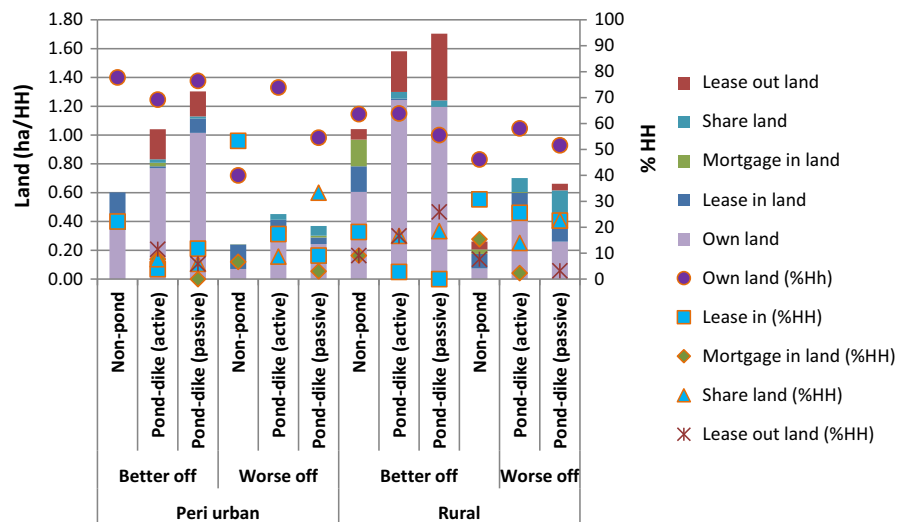 1.80
1.60
1.40
1.20
1.00
0.80
0.60
0.40
0.20
0.00
Land (ha/HH)
100
90
80
70
60
50
40
30
20
10
0
% HH
Non-pond
Pond-dike (active)
Pond-dike (passive)
Non-pond
Pond-dike (active)
Pond-dike (passive)
Non-pond
Pond-dike (active)
Pond-dike (passive)
Non-pond
Pond-dike (active)
Pond-dike (passive)
Better off Worse off Better off Worse off
Peri urban Rural
Lease out land
Share land
Mortgage in land
Lease in land
Own land
Own land (%Hh)
Lease in (%HH)
Mortgage in land (%HH)
Share land (%HH)
Lease out land (%HH)